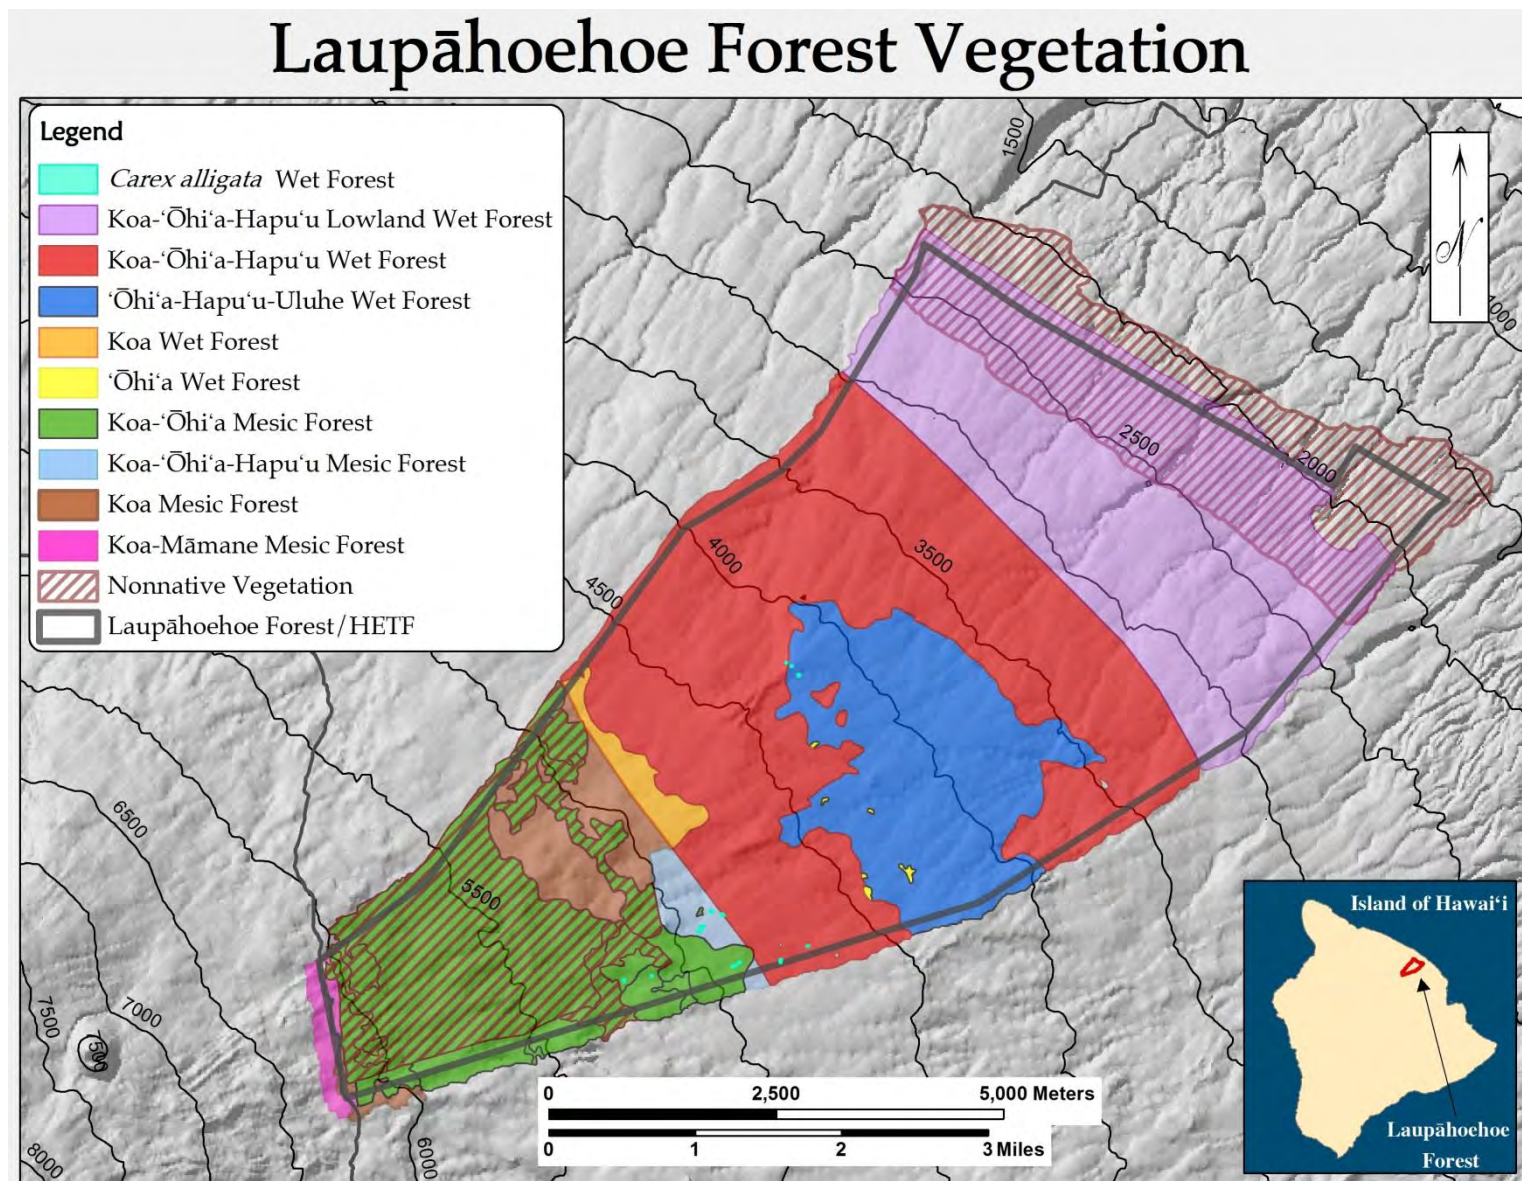 Laupāhoehoe Forest Vegetation
Legend
Carex alligata Wet Forest
Koa-ʻŌhiʻa-Hapuʻu Lowland Wet Forest
Koa-ʻŌhiʻa-Hapuʻu Wet Forest
ʻŌhiʻa-Hapuʻu-Uluhe Wet Forest
Koa Wet Forest
ʻŌhiʻa Wet Forest
Koa-ʻŌhiʻa Mesic Forest
Koa-ʻŌhiʻa-Hapuʻu Mesic Forest
Koa Mesic Forest
Koa-Māmane Mesic Forest
Nonnative Vegetation
Laupāhoehoe Forest/HETF
1500
N
1000
2500
2000
3500
4000
4500
6500
5500
7500
7000
7500
6000
8000
0 2,500 5,000 Meters
0 1 2 3 Miles
Island of Hawaiʻi
Laupāhoehoe
Forest